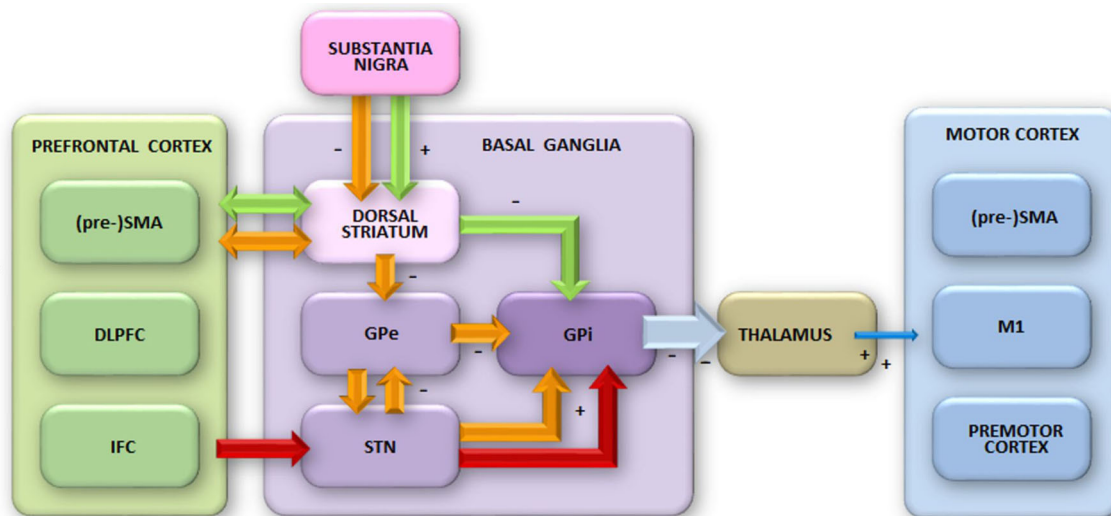 SUBSTANTIA
NIGRA
PREFRONTAL CORTEX
BASAL GANGLIA
MOTOR CORTEX
–
+
(pre-)SMA
DORSAL
STRIATUM
–
(pre-)SMA
–
DLPFC
GPe
GPi
THALAMUS
M1
–
–
–
+
+
–
+
IFC
STN
PREMOTOR
CORTEX